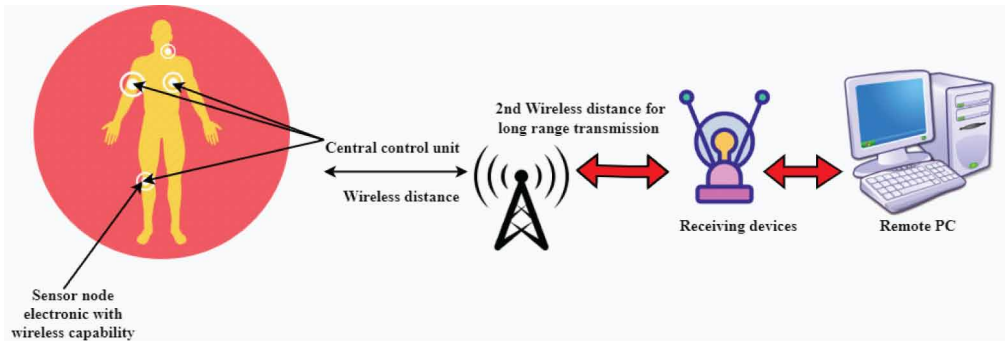 Central control unit
Wireless distance
2nd Wireless distance for
long range transmission
Receiving devices
Remote PC
Sensor node
electronic with
wireless capability